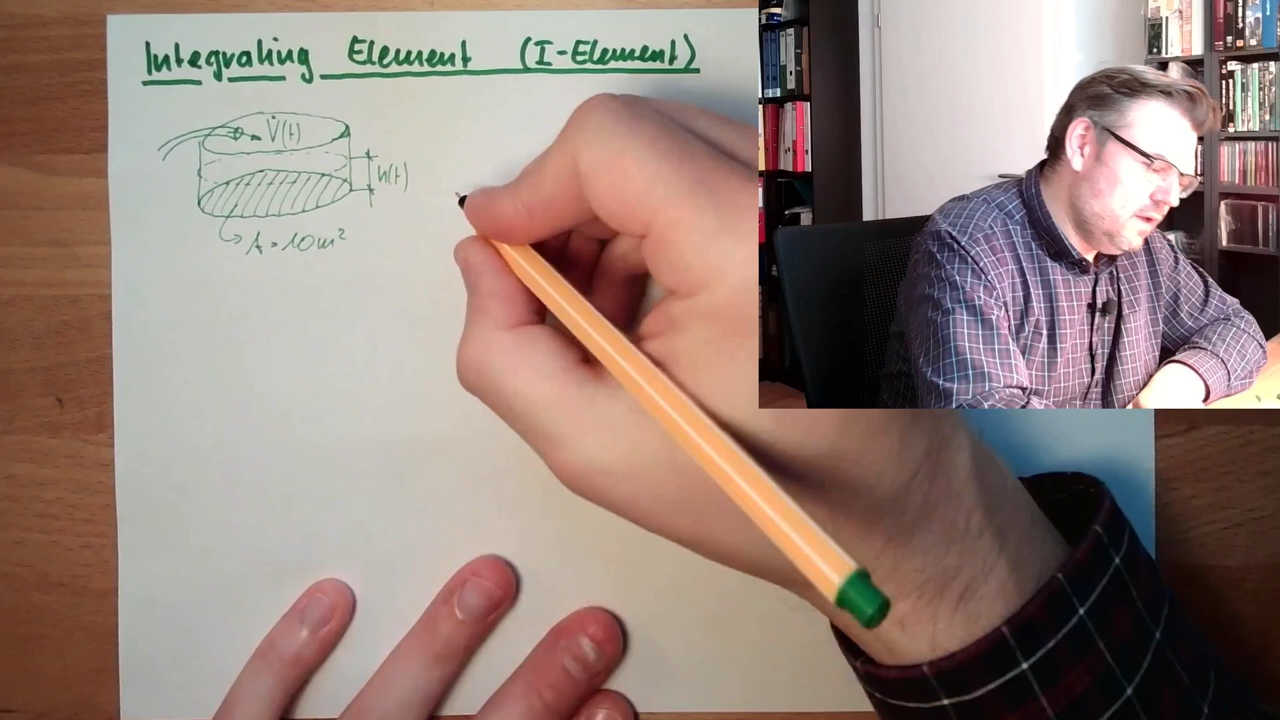 Integrating Element (I-Element)
V̇(t)
h(t)
A = 10m²